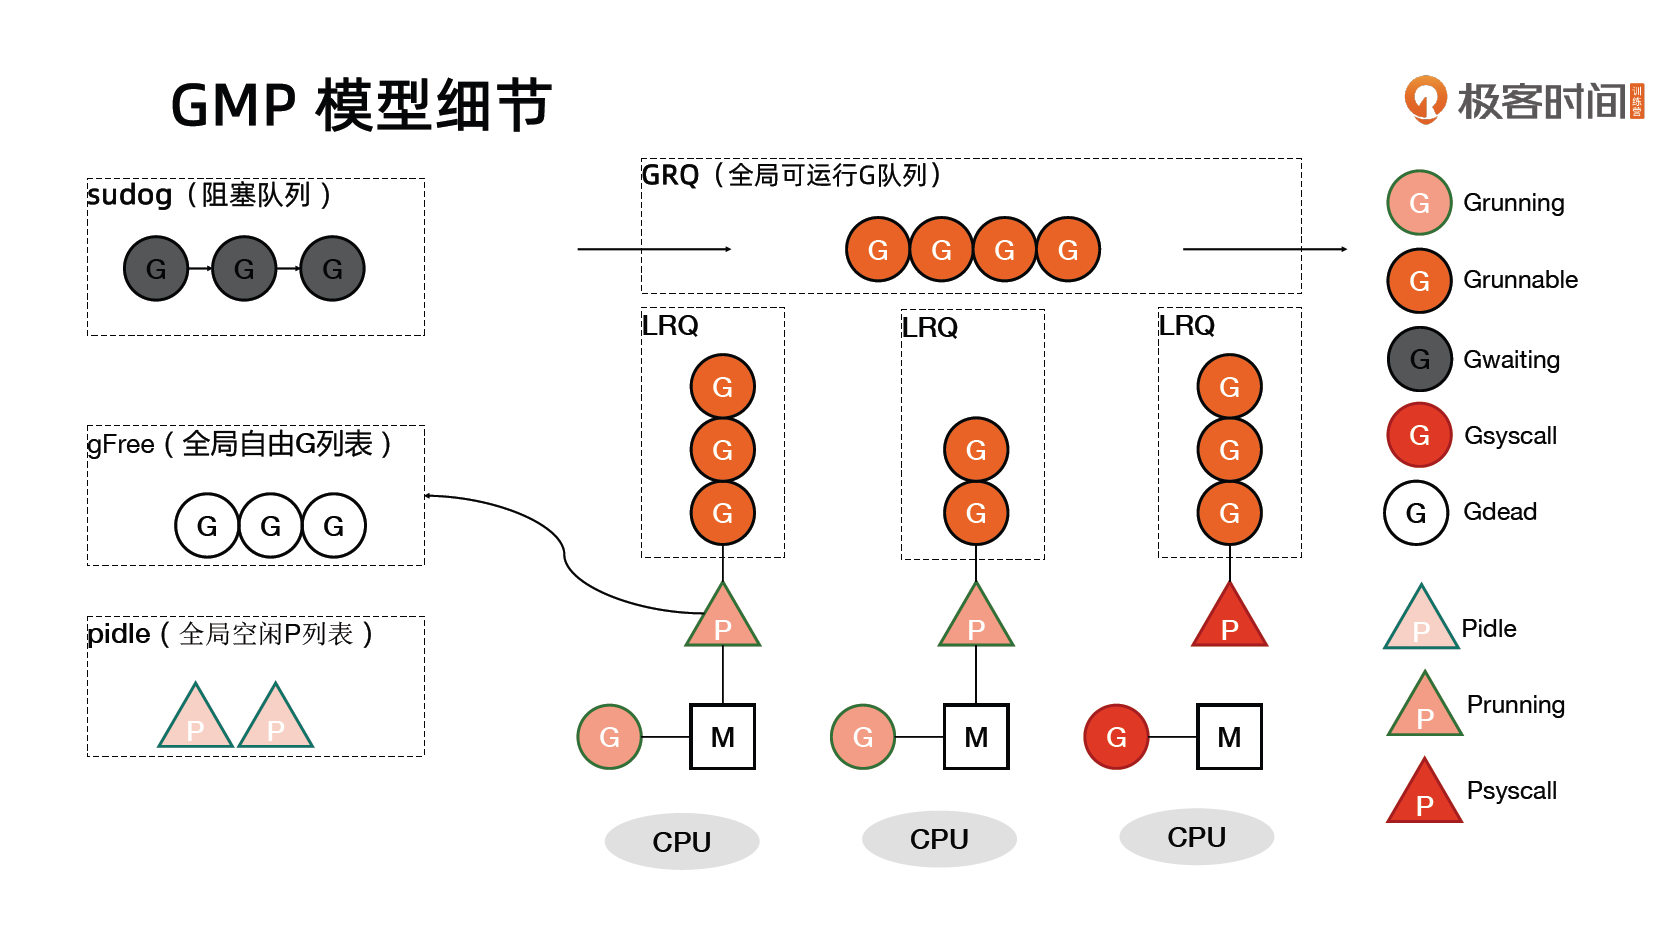 GMP 模型细节
极客时间
训练营
sudog（阻塞队列 ）
G G G
GRQ（全局可运行G队列）
G G G G
LRQ
G
G
G
LRQ
G
G
LRQ
G
G
G
gFree（ 全局自由G列表 ）
G G G
pidle（ 全局空闲P列表 ）
P P
P P P
G M G M G M
CPU CPU CPU
G Grunning
G Grunnable
G Gwaiting
G Gsyscall
G Gdead
P Pidle
P Prunning
P Psyscall